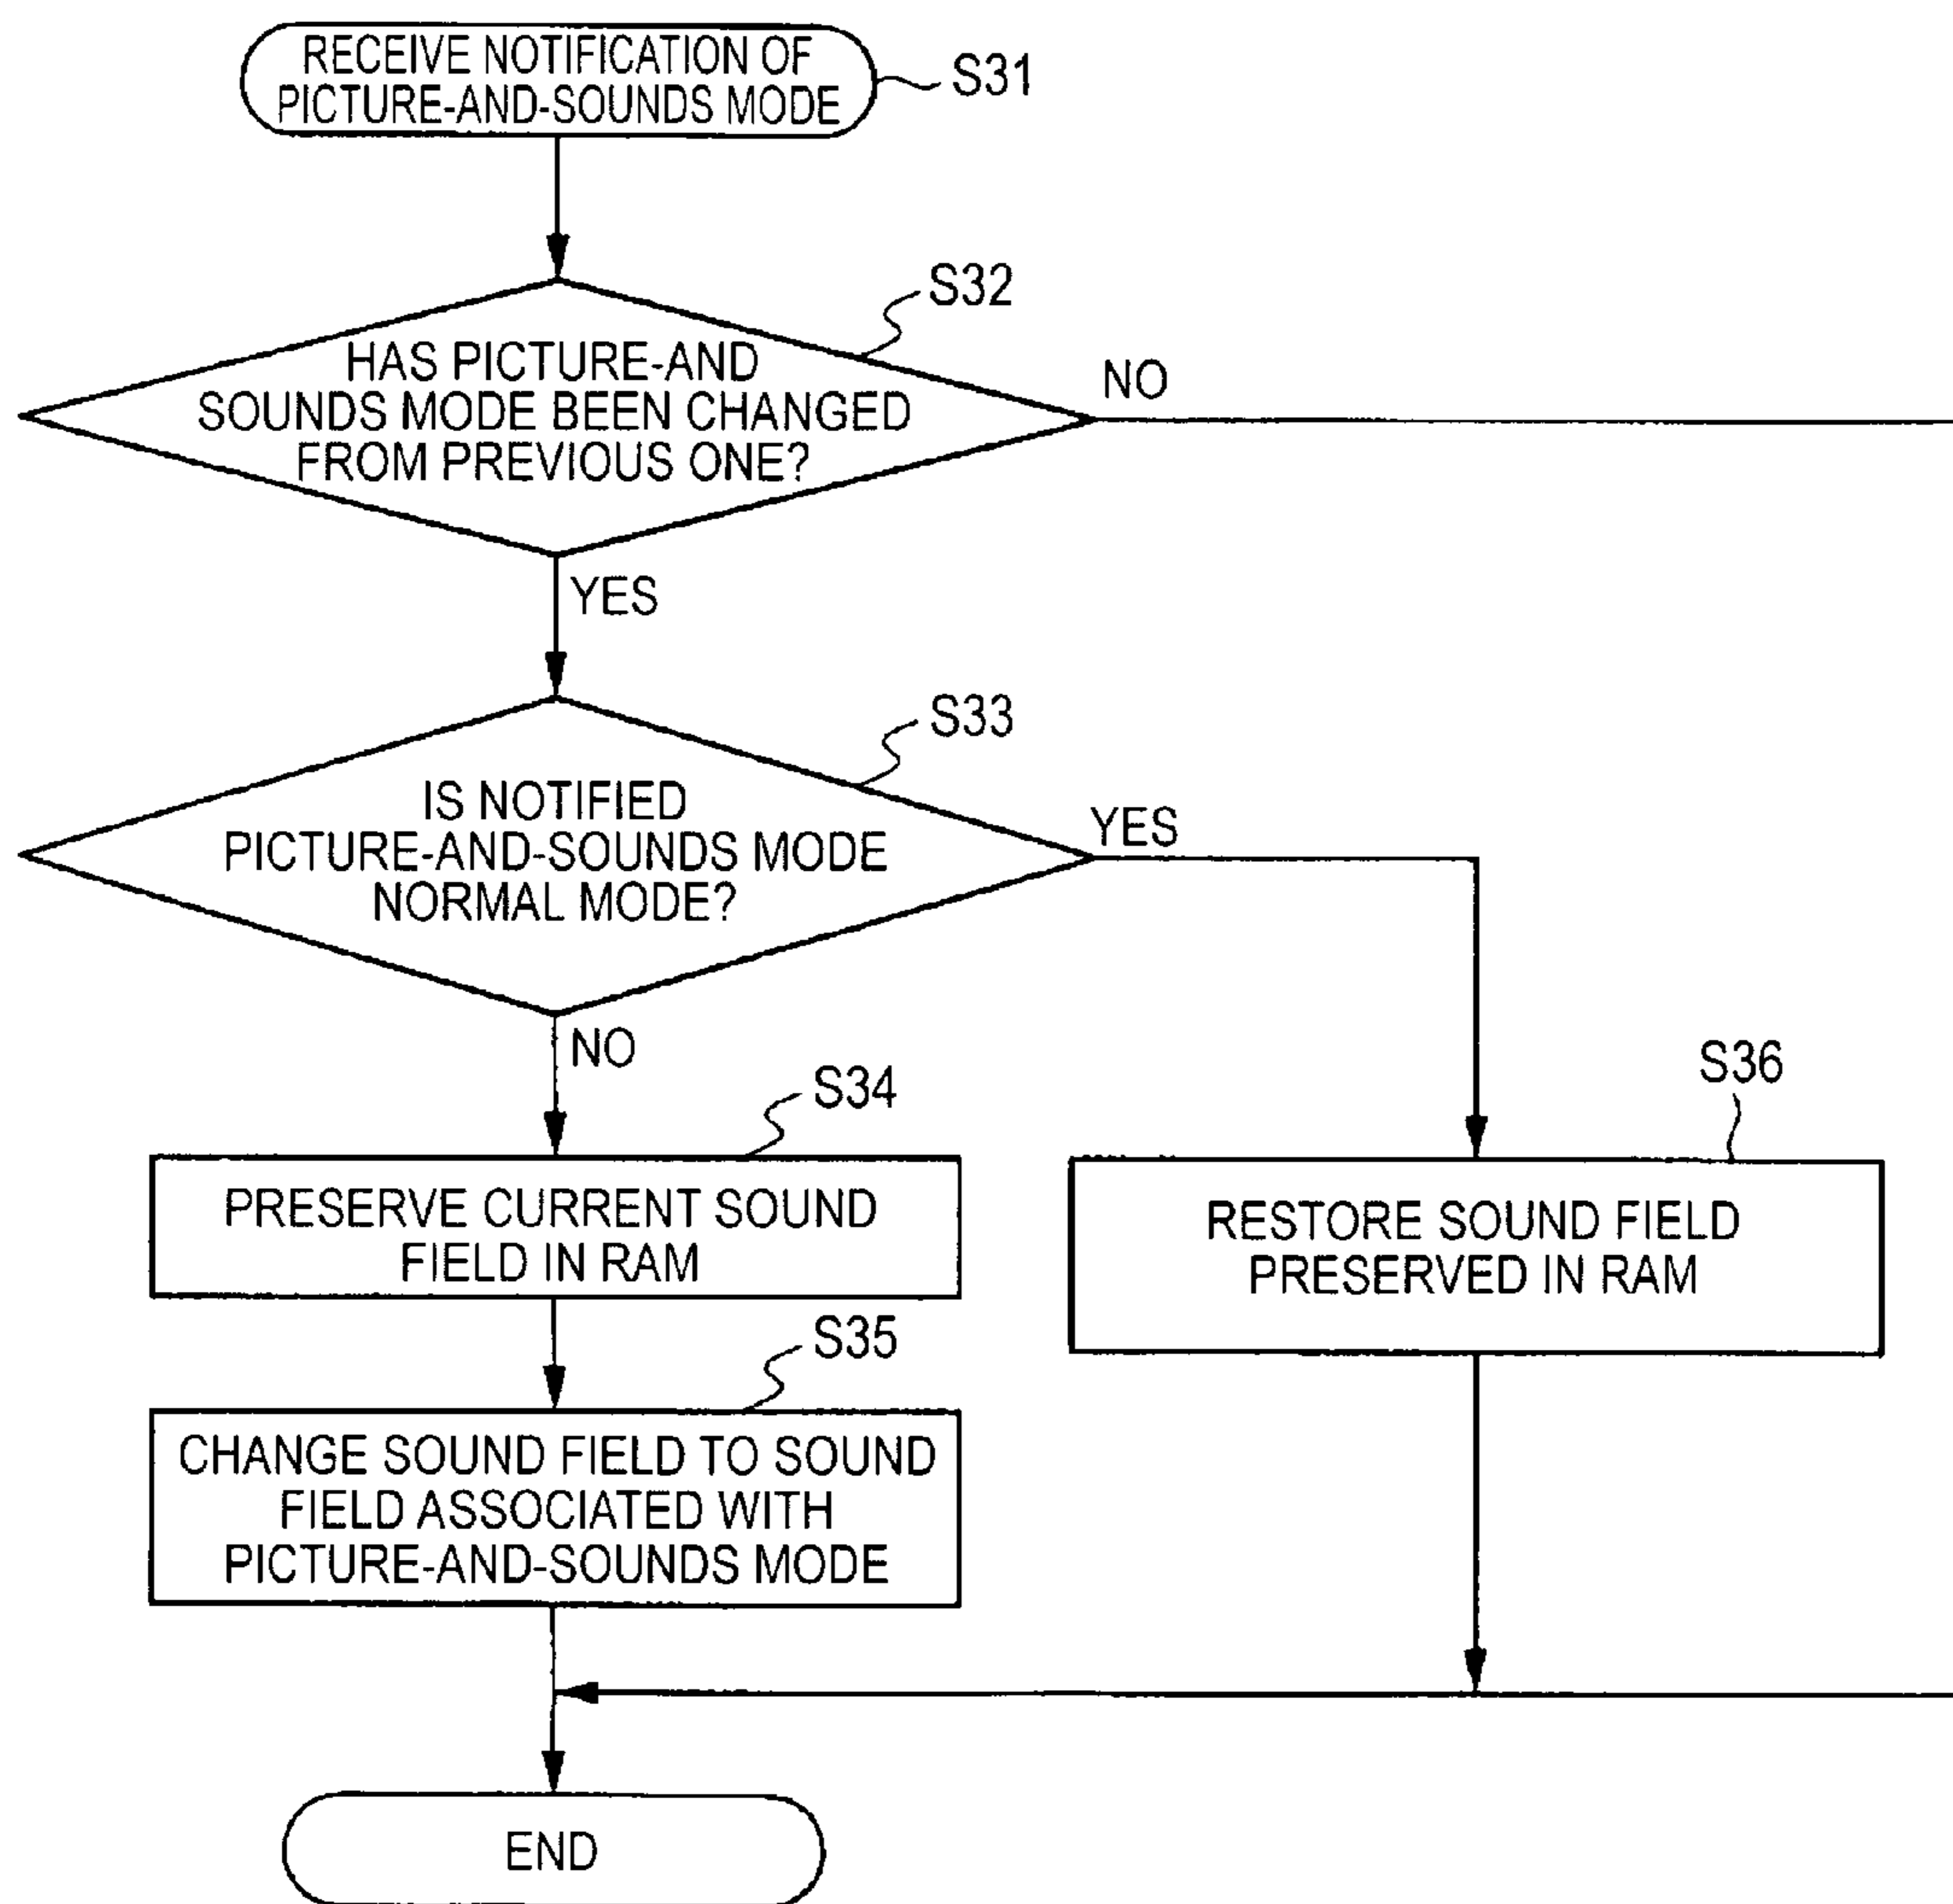 RECEIVE NOTIFICATION OF
PICTURE-AND-SOUNDS MODE
S31
S32
HAS PICTURE-AND
SOUNDS MODE BEEN CHANGED
FROM PREVIOUS ONE?
NO
YES
S33
IS NOTIFIED
PICTURE-AND-SOUNDS MODE
NORMAL MODE?
YES
NO
S34
PRESERVE CURRENT SOUND
FIELD IN RAM
S36
RESTORE SOUND FIELD
PRESERVED IN RAM
S35
CHANGE SOUND FIELD TO SOUND
FIELD ASSOCIATED WITH
PICTURE-AND-SOUNDS MODE
END